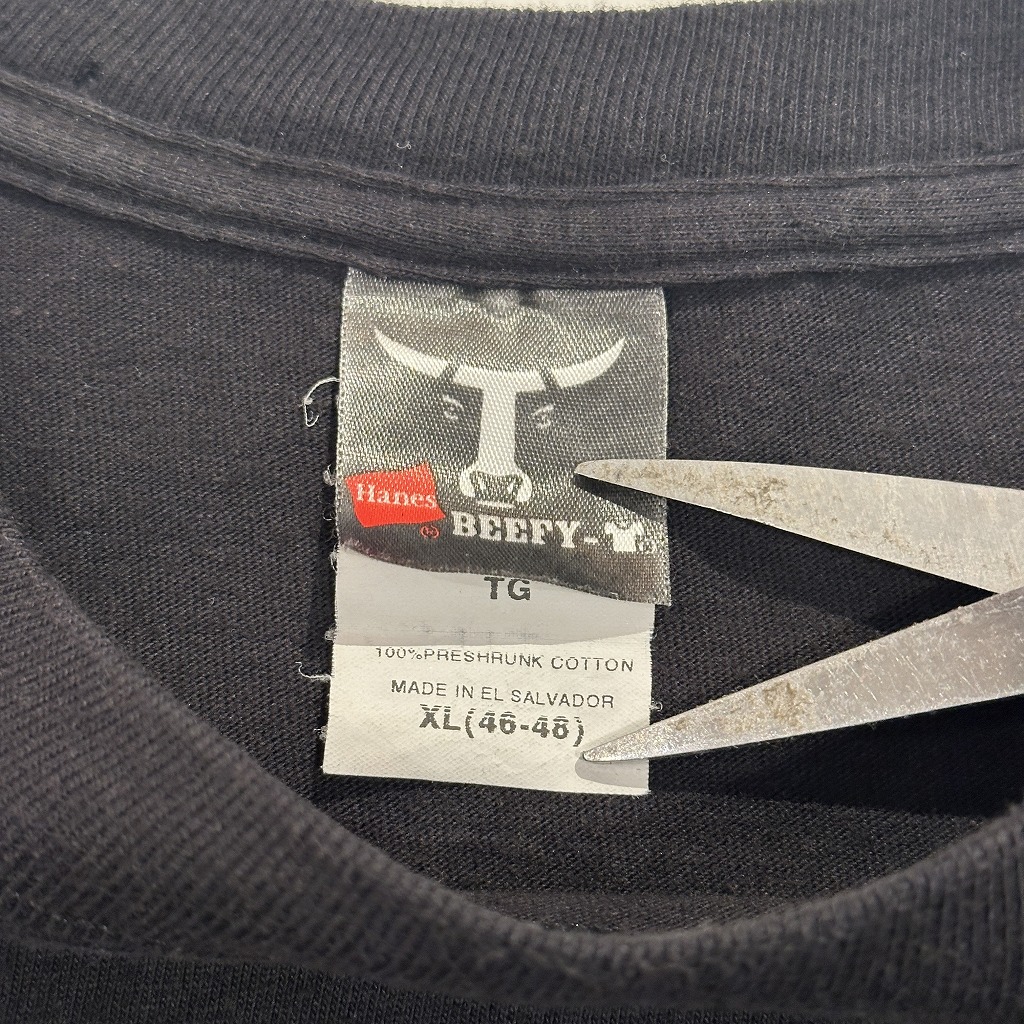 Hanes
BEEFY-
TG
100%PRESHRUNK COTTON
MADE IN EL SALVADOR
XL(46-48)